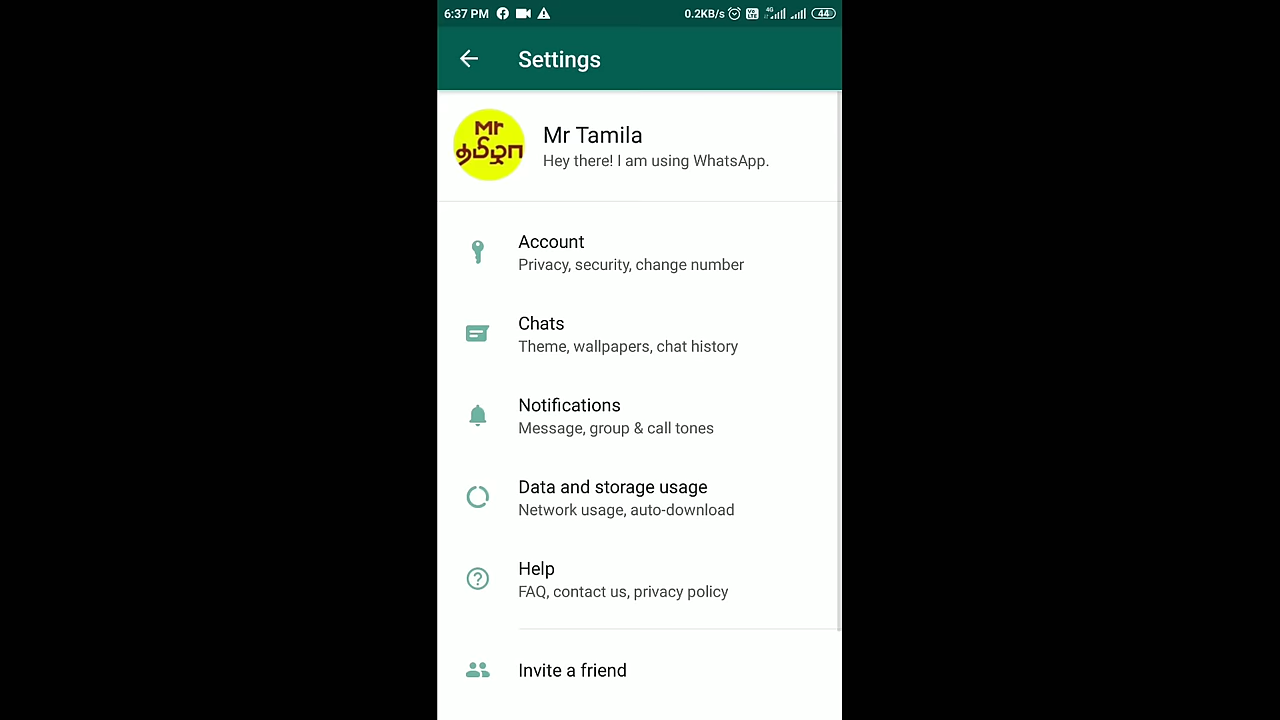 6:37 PM
0.2KB/s
4G
44
Settings
Mr
தமிழா
Mr Tamila
Hey there! I am using WhatsApp.
Account
Privacy, security, change number
Chats
Theme, wallpapers, chat history
Notifications
Message, group & call tones
Data and storage usage
Network usage, auto-download
Help
FAQ, contact us, privacy policy
Invite a friend